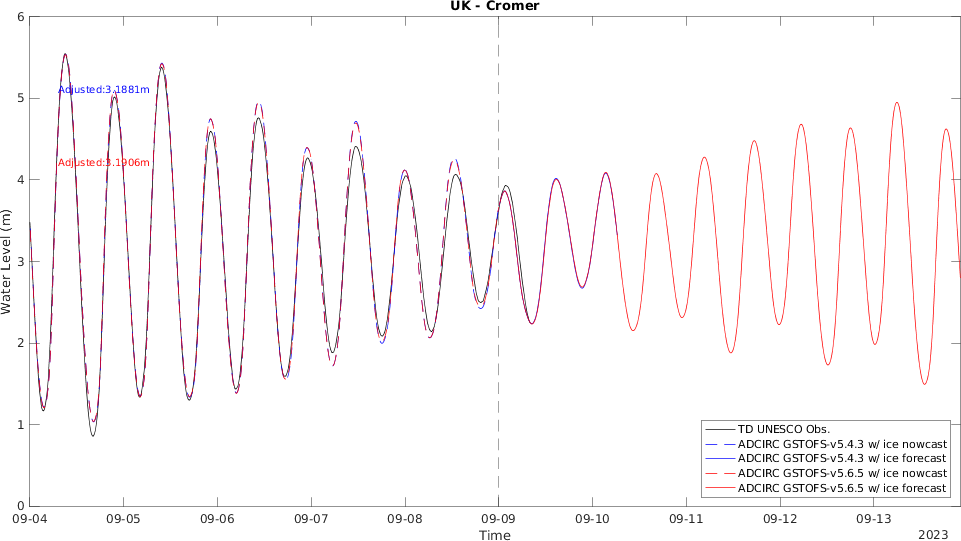 UK - Cromer
6
5
4
3
2
1
0
Water Level (m)
Adjusted:3.1881m
Adjusted:3.1906m
TD UNESCO Obs.
ADCIRC GSTOFS-v5.4.3 w/ ice nowcast
ADCIRC GSTOFS-v5.4.3 w/ ice forecast
ADCIRC GSTOFS-v5.6.5 w/ ice nowcast
ADCIRC GSTOFS-v5.6.5 w/ ice forecast
09-04 09-05 09-06 09-07 09-08 09-09 09-10 09-11 09-12 09-13
Time
2023